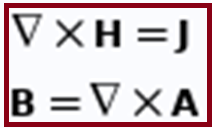 ∇ × H = J
B = ∇ × A